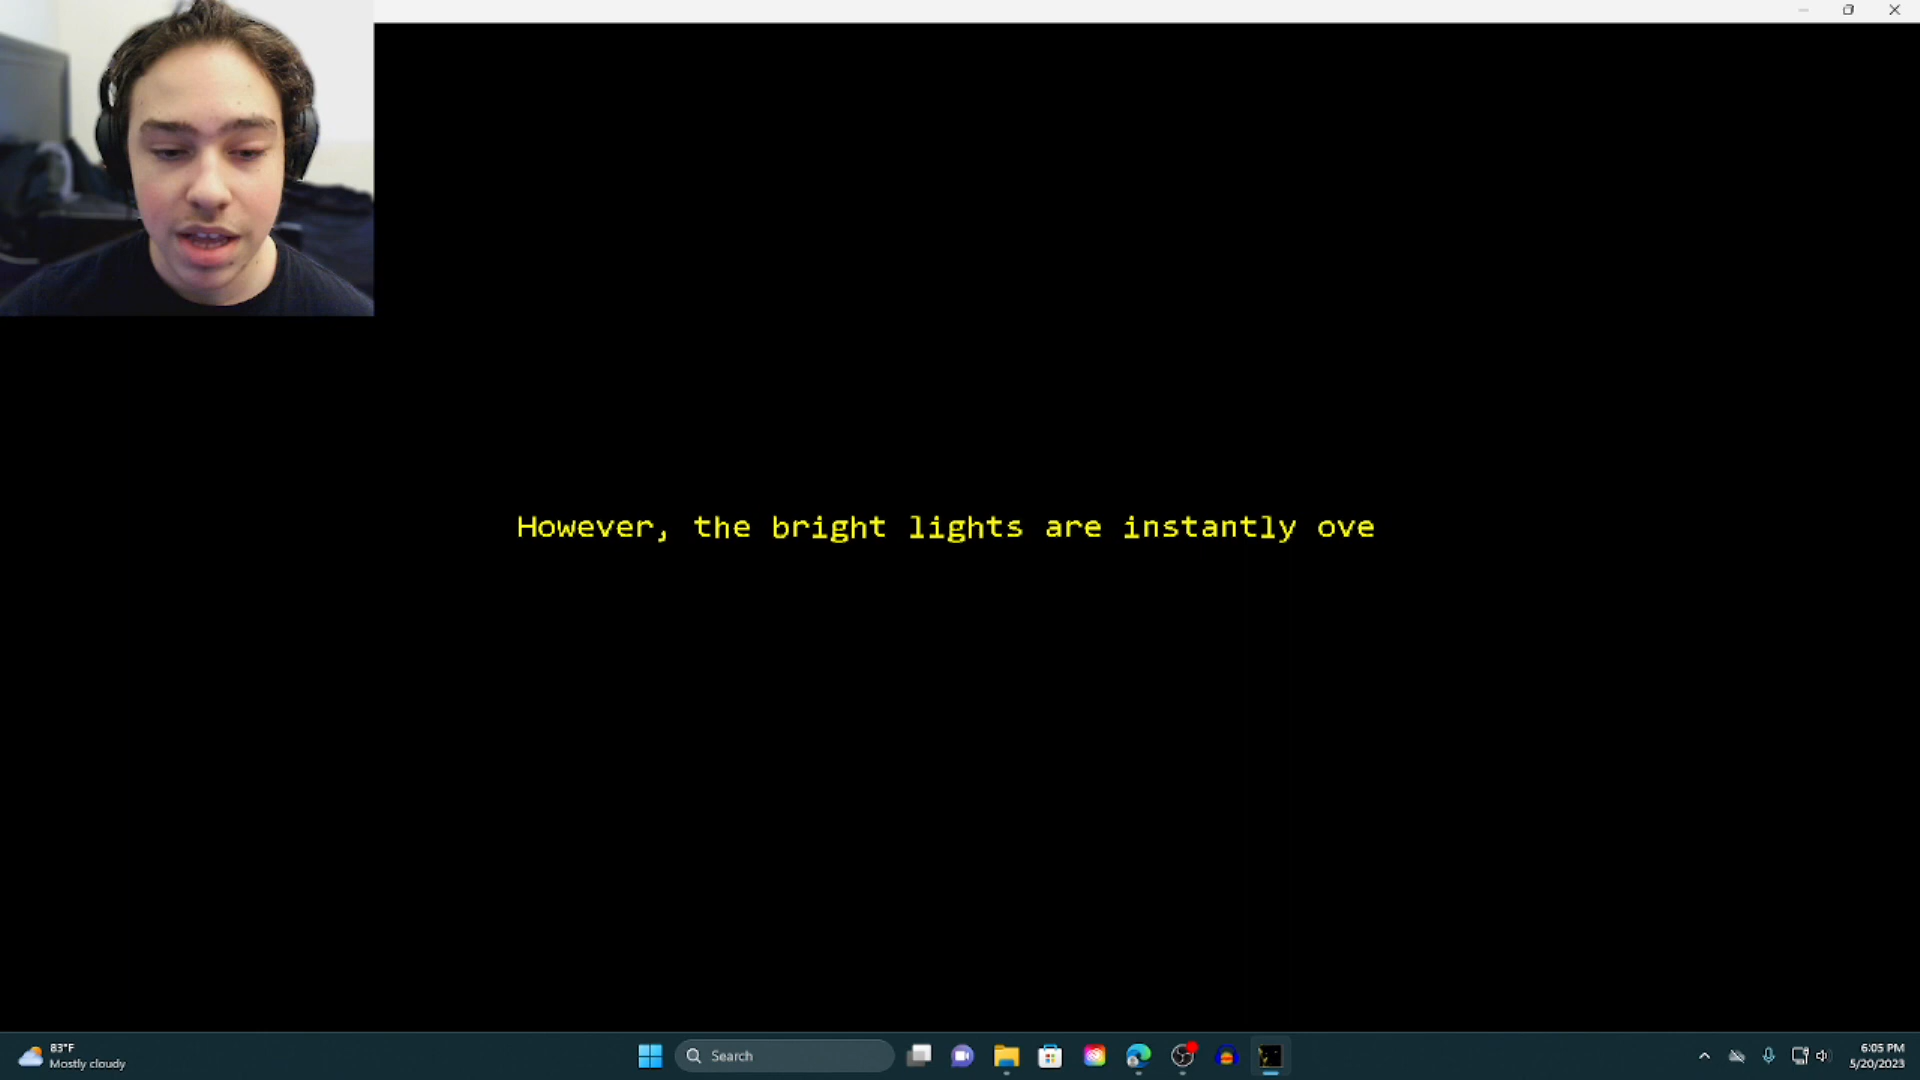 However, the bright lights are instantly ove
83°F
Mostly cloudy
Search
6:05 PM
5/20/2023